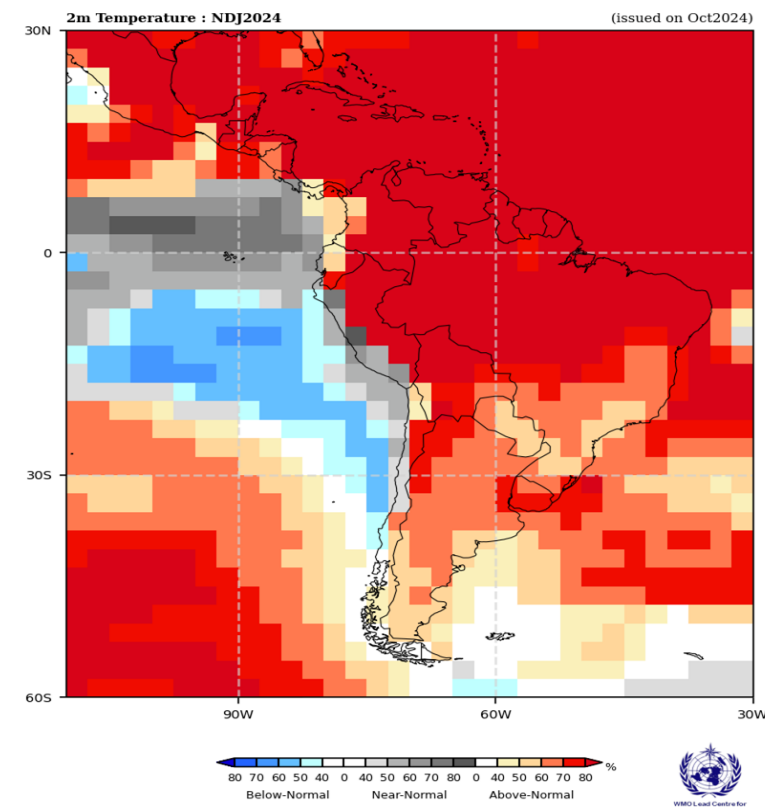 2m Temperature : NDJ2024
(issued on Oct2024)
30N
0
30S
60S
90W
60W
30W
80 70 60 50 40 0 40 50 60 70 80 0 40 50 60 70 80 %
Below-Normal
Near-Normal
Above-Normal
WMO Lead Centre for